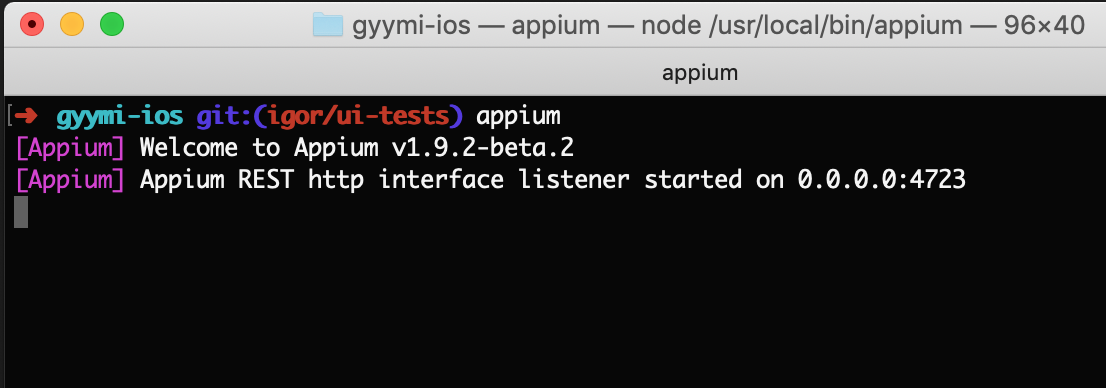 gyymi-ios — appium — node /usr/local/bin/appium — 96×40
appium
[➜ gyymi-ios git:(igor/ui-tests) appium
[Appium] Welcome to Appium v1.9.2-beta.2
[Appium] Appium REST http interface listener started on 0.0.0.0:4723